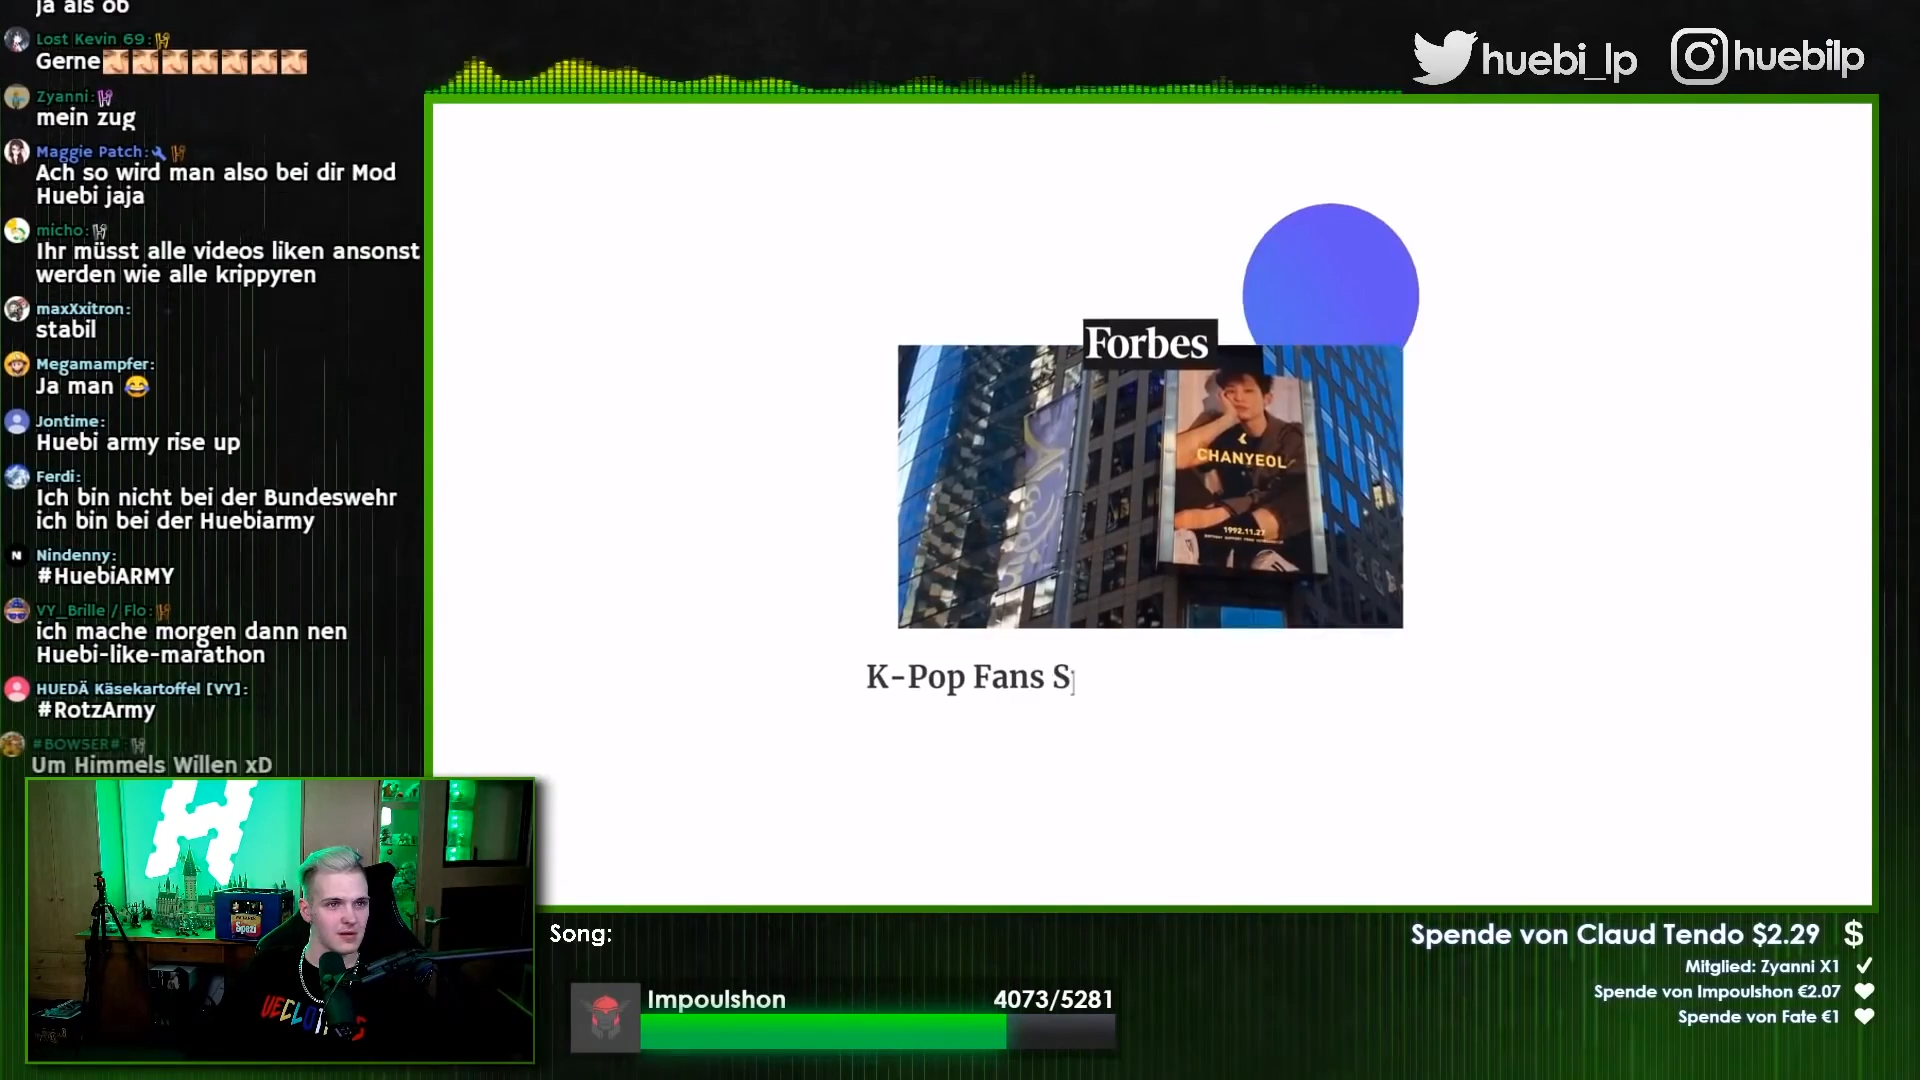 ja als ob
Lost Kevin 69:
Gerne
Zyanni:
mein zug
Maggie Patch:
Ach so wird man also bei dir Mod
Huebi jaja
micho:
Ihr müsst alle videos liken ansonst
werden wie alle krippyren
maxXxitron:
stabil
Megamampfer:
Ja man 😂
Jontime:
Huebi army rise up
Ferdi:
Ich bin nicht bei der Bundeswehr
ich bin bei der Huebiarmy
N Nindenny:
#HuebiARMY
VY_Brille / Flo:
ich mache morgen dann nen
Huebi-like-marathon
HUEDÄ Käsekartoffel [VY]:
#RotzArmy
#BOWSER#:
Um Himmels Willen xD
huebi_lp
huebilp
Forbes
CHANYEOL
1992.11.27
K-Pop Fans Sp
Song:
Impoulshon 4073/5281
Spende von Claud Tendo $2.29 $
Mitglied: Zyanni X1
Spende von Impoulshon €2.07
Spende von Fate €1